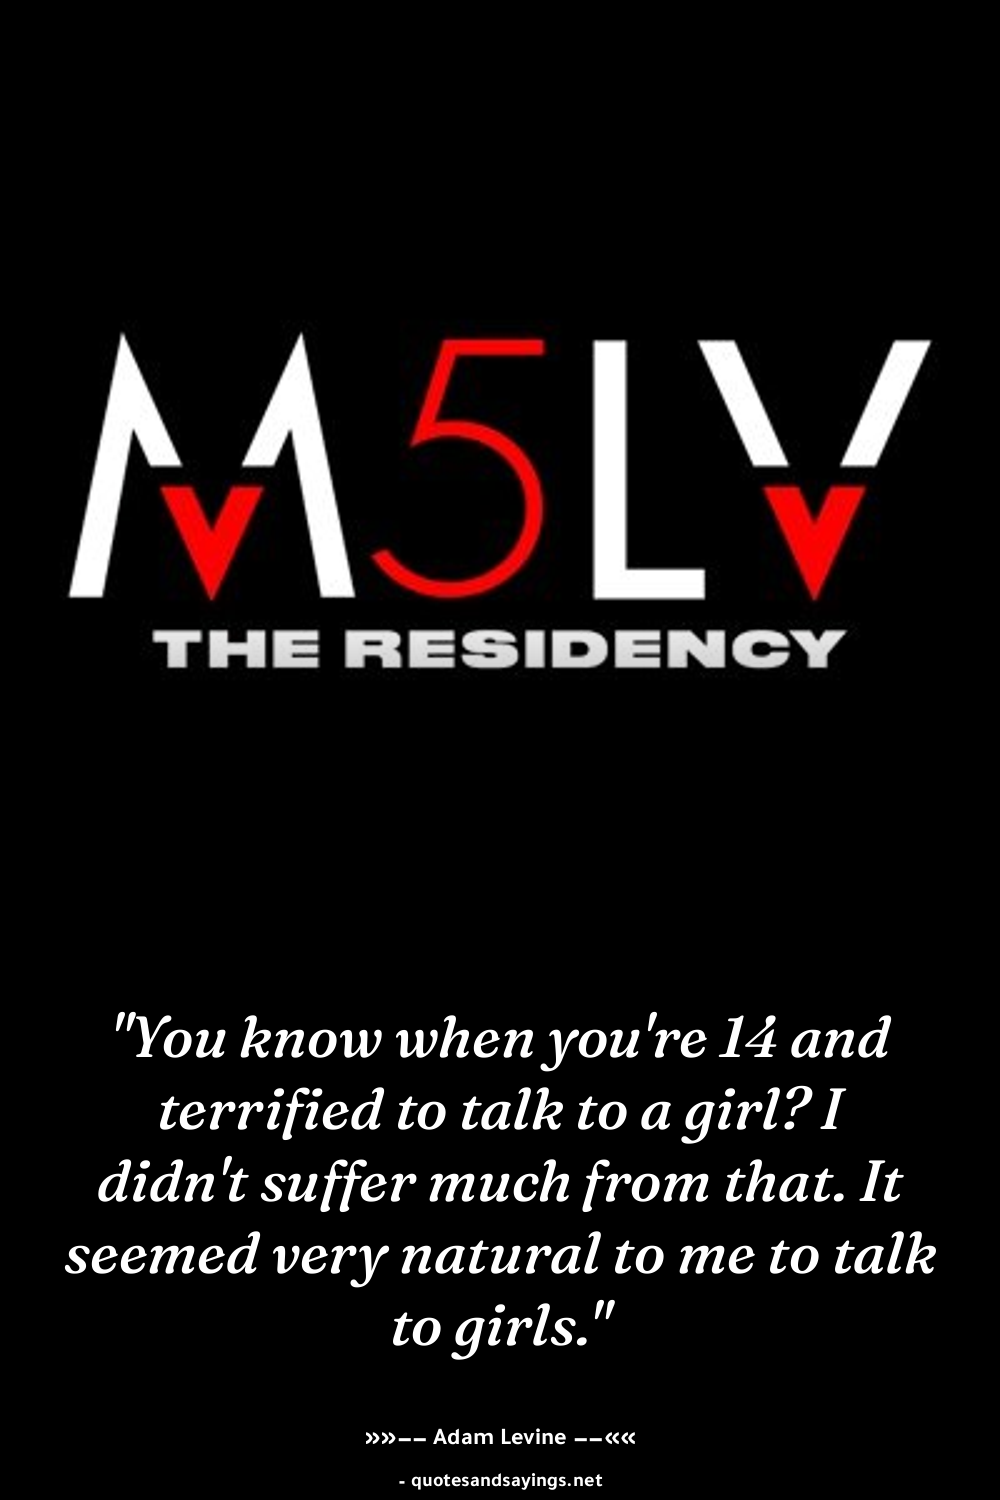 M5LV
THE RESIDENCY
"You know when you're 14 and
terrified to talk to a girl? I
didn't suffer much from that. It
seemed very natural to me to talk
to girls."
»»-- Adam Levine --««
- quotesandsayings.net